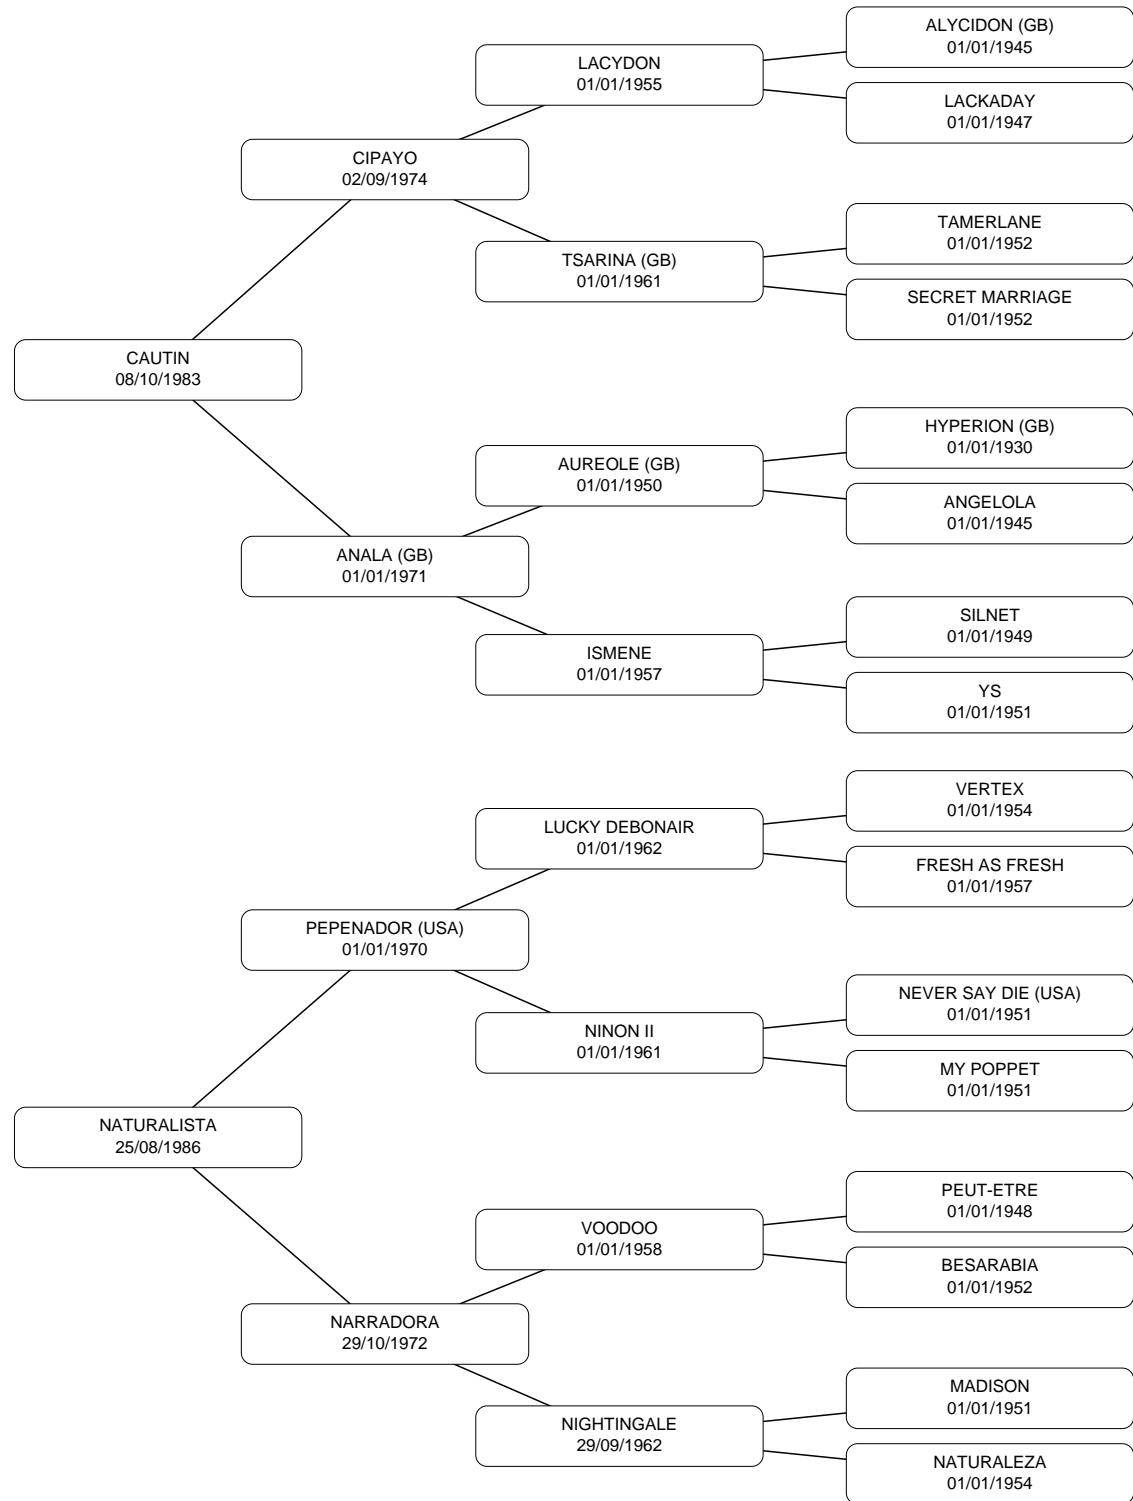 ALYCIDON (GB)
01/01/1945
LACYDON
01/01/1955
LACKADAY
01/01/1947
CIPAYO
02/09/1974
TAMERLANE
01/01/1952
TSARINA (GB)
01/01/1961
SECRET MARRIAGE
01/01/1952
CAUTIN
08/10/1983
HYPERION (GB)
01/01/1930
AUREOLE (GB)
01/01/1950
ANGELOLA
01/01/1945
ANALA (GB)
01/01/1971
SILNET
01/01/1949
ISMENE
01/01/1957
YS
01/01/1951
VERTEX
01/01/1954
LUCKY DEBONAIR
01/01/1962
FRESH AS FRESH
01/01/1957
PEPENADOR (USA)
01/01/1970
NEVER SAY DIE (USA)
01/01/1951
NINON II
01/01/1961
MY POPPET
01/01/1951
NATURALISTA
25/08/1986
PEUT-ETRE
01/01/1948
VOODOO
01/01/1958
BESARABIA
01/01/1952
NARRADORA
29/10/1972
MADISON
01/01/1951
NIGHTINGALE
29/09/1962
NATURALEZA
01/01/1954